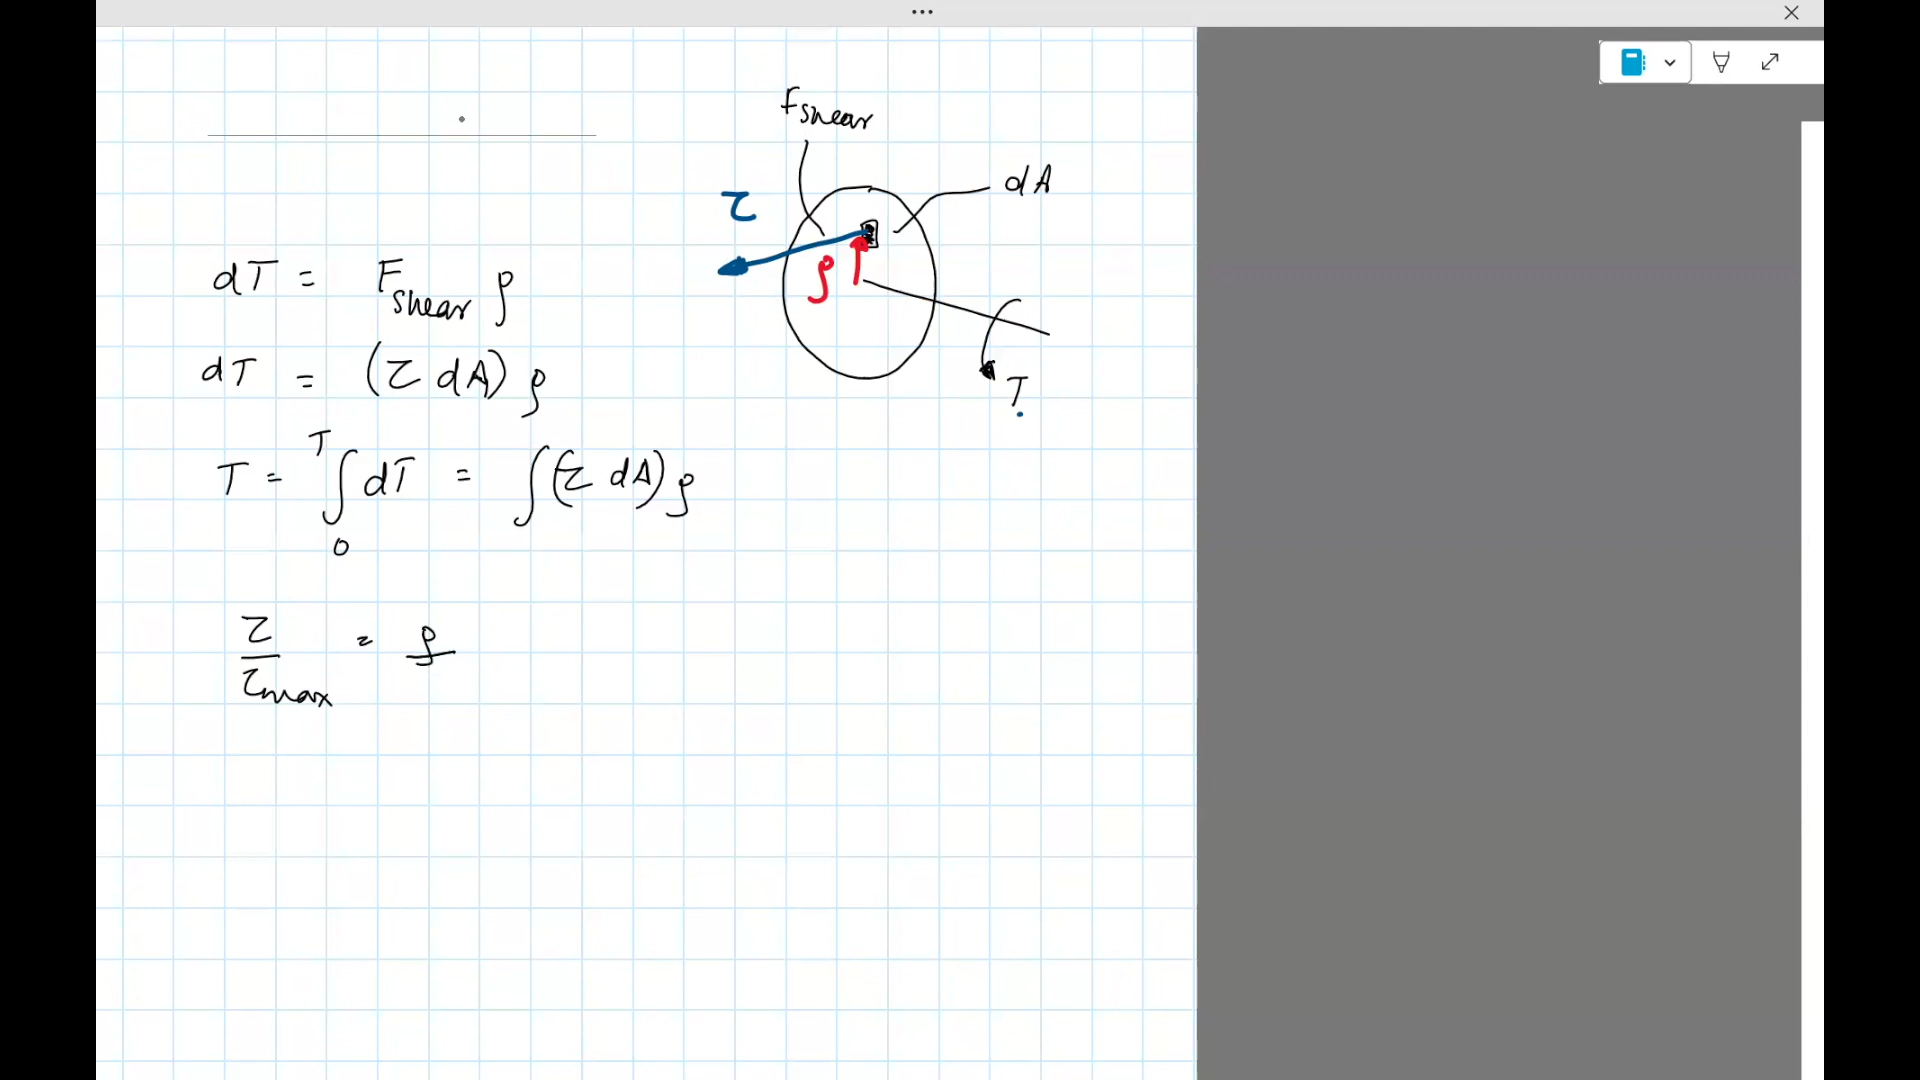 F shear
dA
τ
ρ
T
dT = F shear ρ
dT = (τ dA) ρ
T = ∫₀ᵀ dT = ∫(τ dA) ρ
τ / τmax = ρ